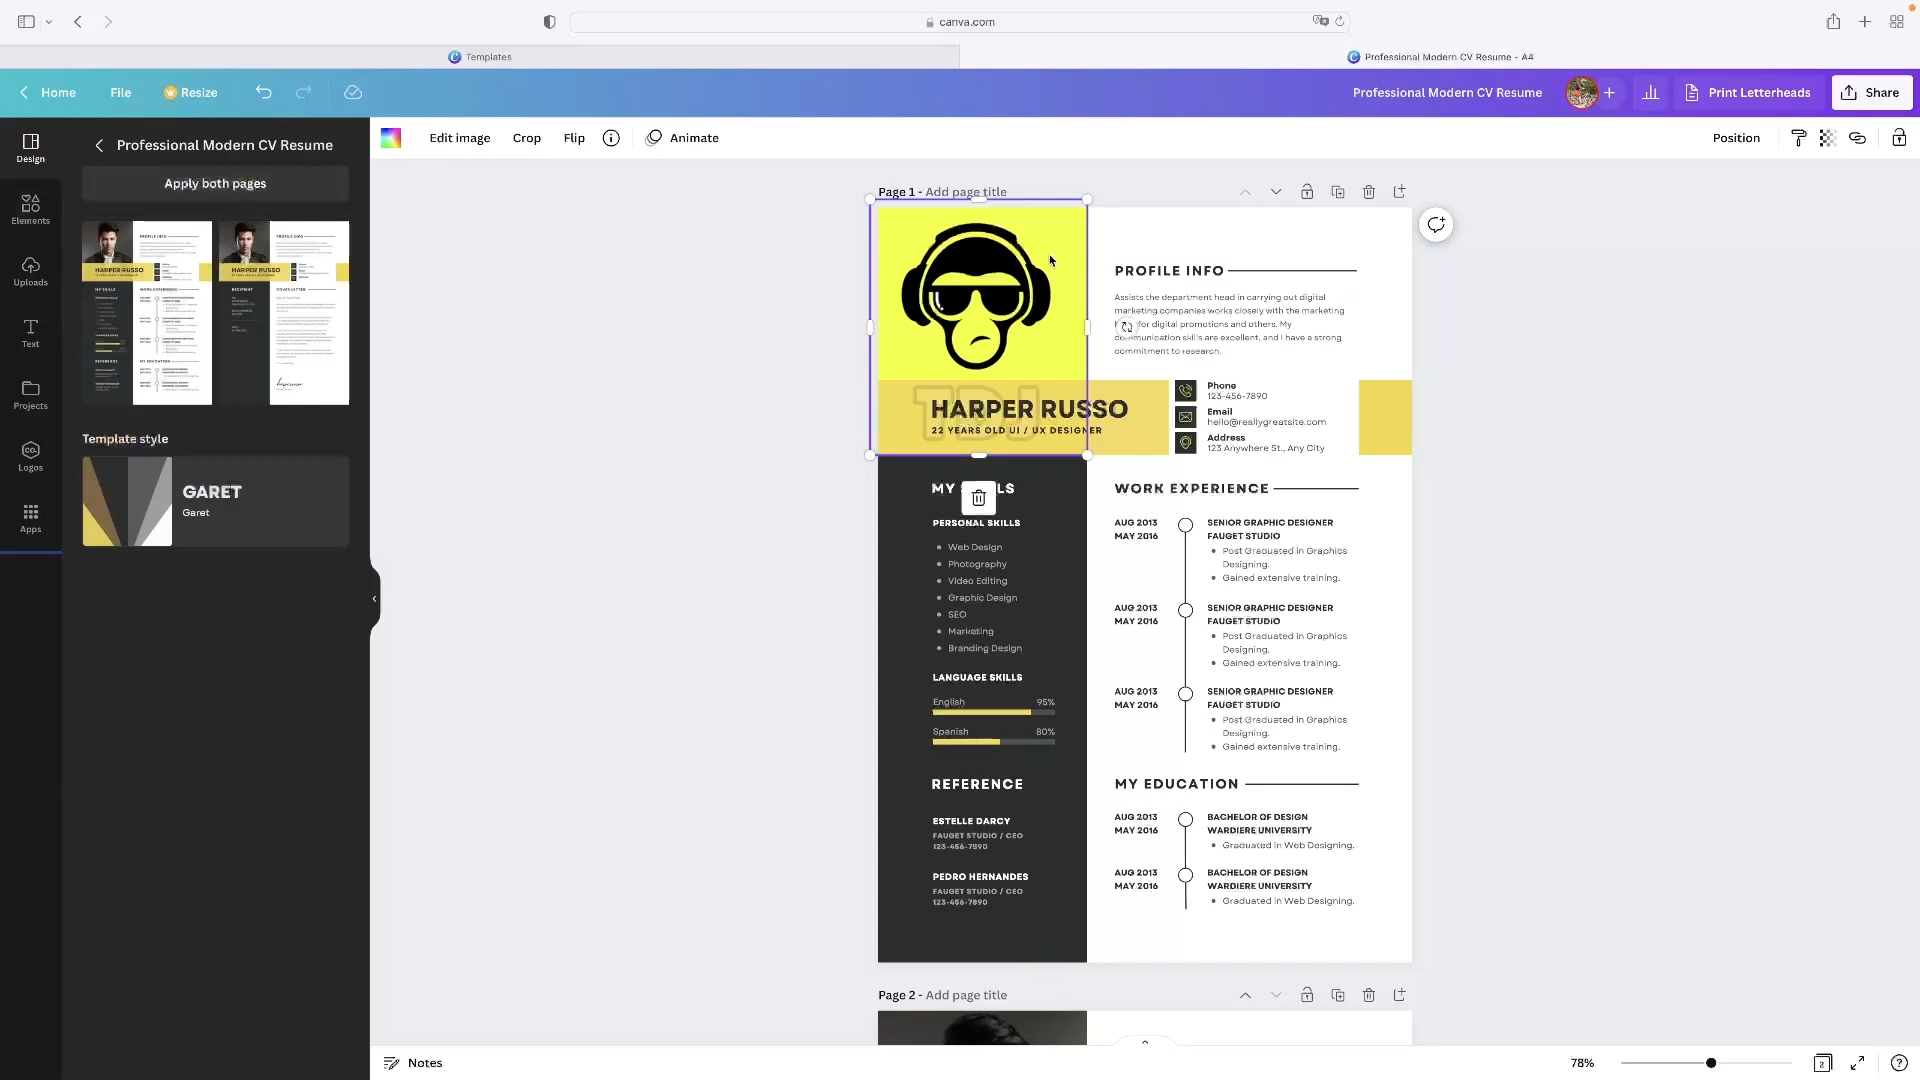 canva.com
Templates
Professional Modern CV Resume - A4
Home
File
Resize
Professional Modern CV Resume
Print Letterheads
Share
Design
Elements
Uploads
Text
Projects
Logos
Apps
Professional Modern CV Resume
Apply both pages
HARPER RUSSO
HARPER RUSSO
Template style
GARET
Garet
Edit image
Crop
Flip
Animate
Position
Page 1 - Add page title
PROFILE INFO
Assists the department head in carrying out digital
marketing companies works closely with the marketing
for digital promotions and others. My
communication skills are excellent, and I have a strong
commitment to research.
TDJ
HARPER RUSSO
22 YEARS OLD UI / UX DESIGNER
Phone
123-456-7890
Email
hello@reallygreatsite.com
Address
123 Anywhere St., Any City
MY LS
PERSONAL SKILLS
Web Design
Photography
Video Editing
Graphic Design
SEO
Marketing
Branding Design
LANGUAGE SKILLS
English 95%
Spanish 80%
REFERENCE
ESTELLE DARCY
FAUGET STUDIO / CEO
123-456-7890
PEDRO HERNANDES
FAUGET STUDIO / CEO
123-456-7890
WORK EXPERIENCE
AUG 2013
MAY 2016
SENIOR GRAPHIC DESIGNER
FAUGET STUDIO
Post Graduated in Graphics
Designing.
Gained extensive training.
AUG 2013
MAY 2016
SENIOR GRAPHIC DESIGNER
FAUGET STUDIO
Post Graduated in Graphics
Designing.
Gained extensive training.
AUG 2013
MAY 2016
SENIOR GRAPHIC DESIGNER
FAUGET STUDIO
Post Graduated in Graphics
Designing.
Gained extensive training.
MY EDUCATION
AUG 2013
MAY 2016
BACHELOR OF DESIGN
WARDIERE UNIVERSITY
Graduated in Web Designing.
AUG 2013
MAY 2016
BACHELOR OF DESIGN
WARDIERE UNIVERSITY
Graduated in Web Designing.
Page 2 - Add page title
Notes
78%
2